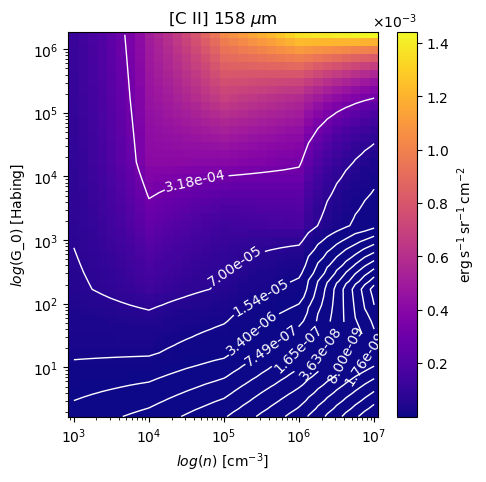 [C II] 158 μm
×10⁻³
10⁶
10⁵
10⁴
10³
10²
10¹
log(G_0) [Habing]
3.18e-04
7.00e-05
1.54e-05
3.40e-06
7.49e-07
1.65e-07
3.63e-08
8.00e-09
1.76e-09
10³ 10⁴ 10⁵ 10⁶ 10⁷
log(n) [cm⁻³]
1.4
1.2
1.0
0.8
0.6
0.4
0.2
erg s⁻¹ sr⁻¹ cm⁻²